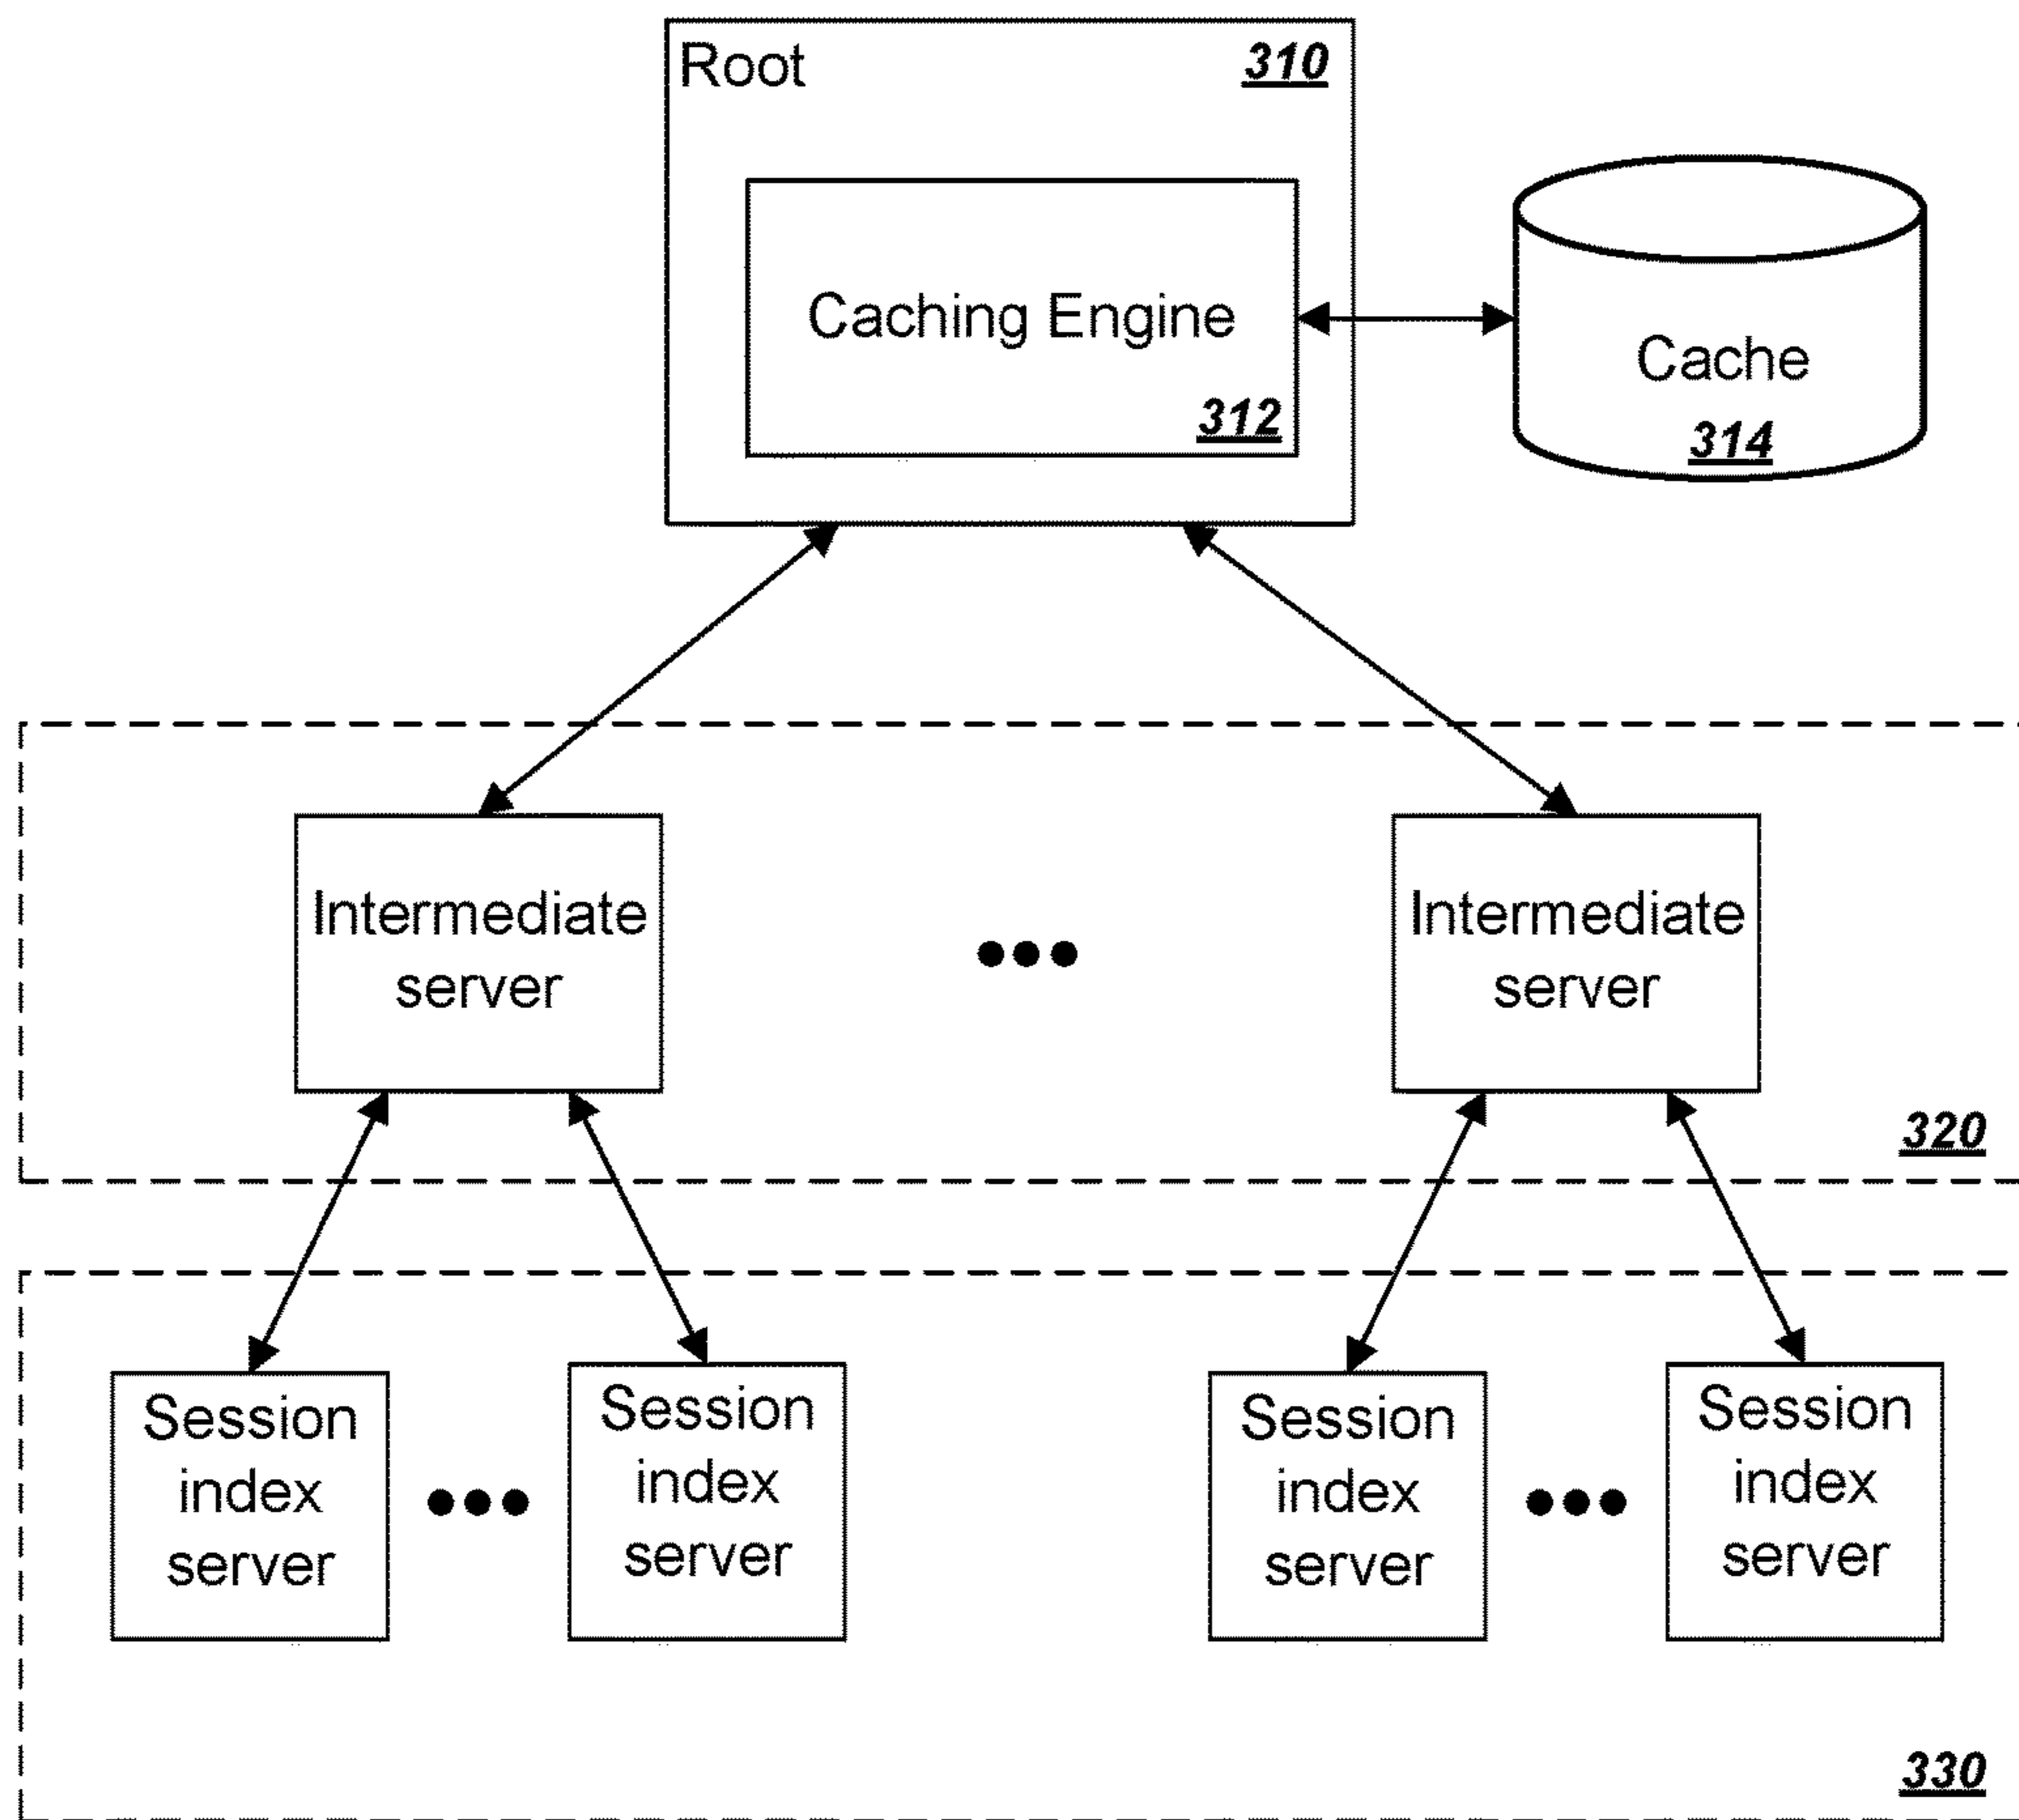 Root
310
Caching Engine
312
Cache
314
Intermediate
server
Intermediate
server
320
Session
index
server
Session
index
server
Session
index
server
Session
index
server
330